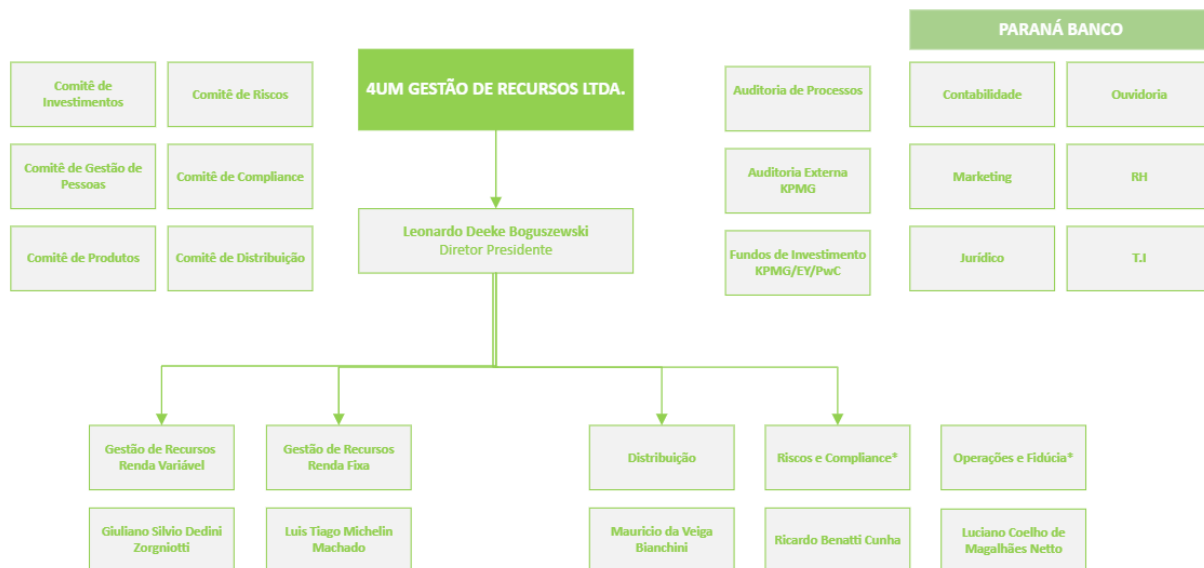 PARANÁ BANCO
Comitê de
Investimentos
Comitê de Riscos
4UM GESTÃO DE RECURSOS LTDA.
Auditoria de Processos
Contabilidade
Ouvidoria
Comitê de Gestão de
Pessoas
Comitê de Compliance
Auditoria Externa
KPMG
Marketing
RH
Leonardo Deeke Boguszewski
Diretor Presidente
Comitê de Produtos
Comitê de Distribuição
Fundos de Investimento
KPMG/EY/PwC
Jurídico
T.I
Gestão de Recursos
Renda Variável
Gestão de Recursos
Renda Fixa
Distribuição
Riscos e Compliance*
Operações e Fidúcia*
Giuliano Silvio Dedini
Zorgniotti
Luis Tiago Michelin
Machado
Mauricio da Veiga
Bianchini
Ricardo Benatti Cunha
Luciano Coelho de
Magalhães Netto